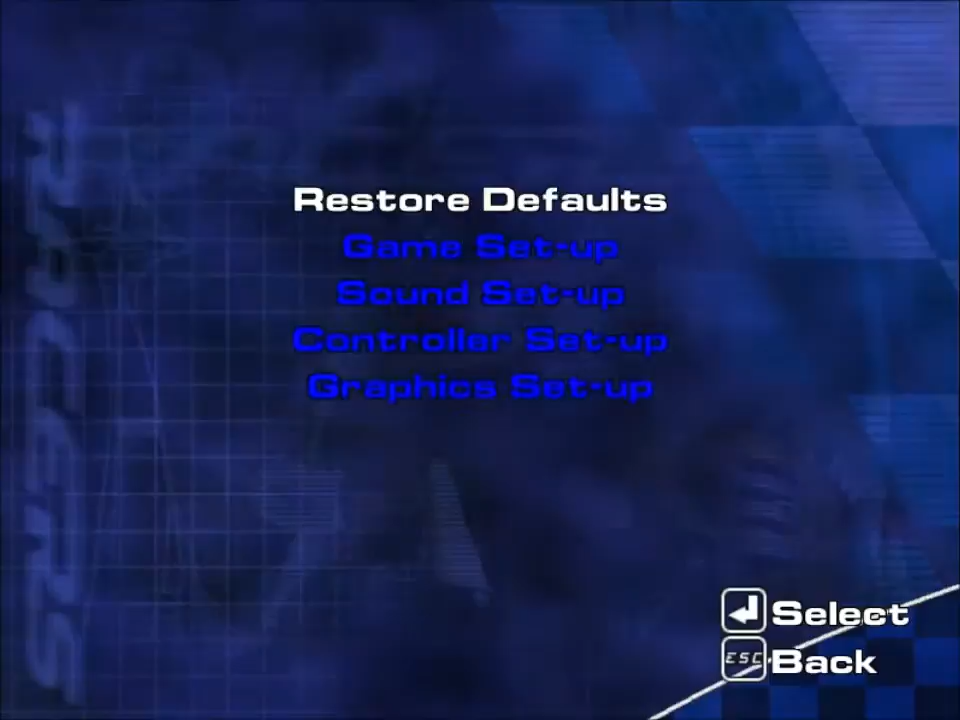 Restore Defaults
Game Set-up
Sound Set-up
Controller Set-up
Graphics Set-up
Select
ESC Back